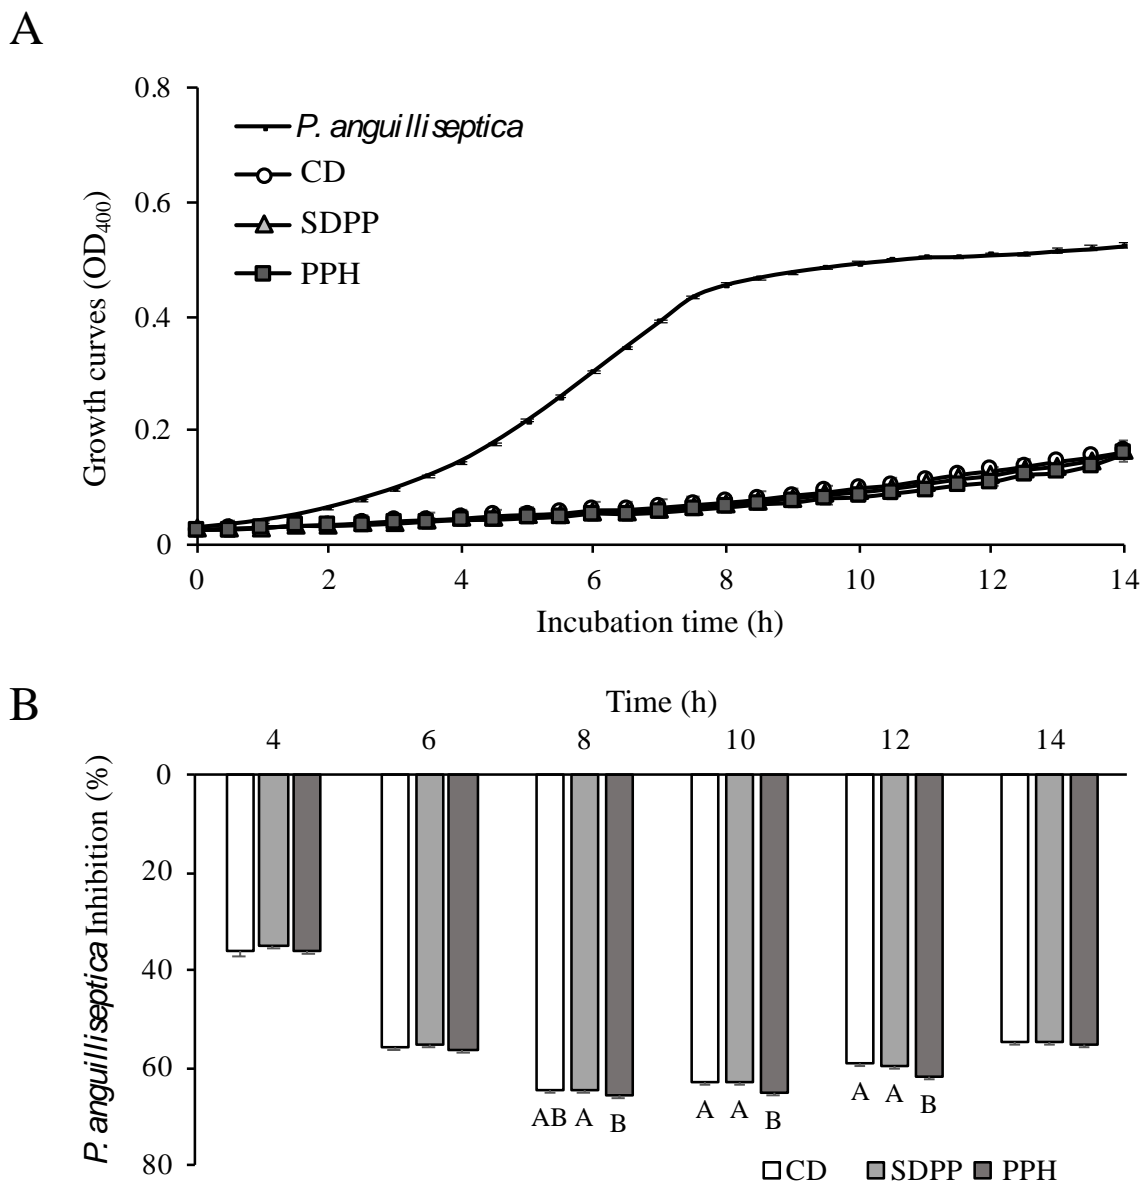 A
0.8
0.6
0.4
0.2
0
Growth curves (OD400)
P. anguilliseptica
CD
SDPP
PPH
0 2 4 6 8 10 12 14
Incubation time (h)
B
Time (h)
4 6 8 10 12 14
0
20
40
60
80
P. anguilliseptica Inhibition (%)
AB A B A A B A A B
CD SDPP PPH